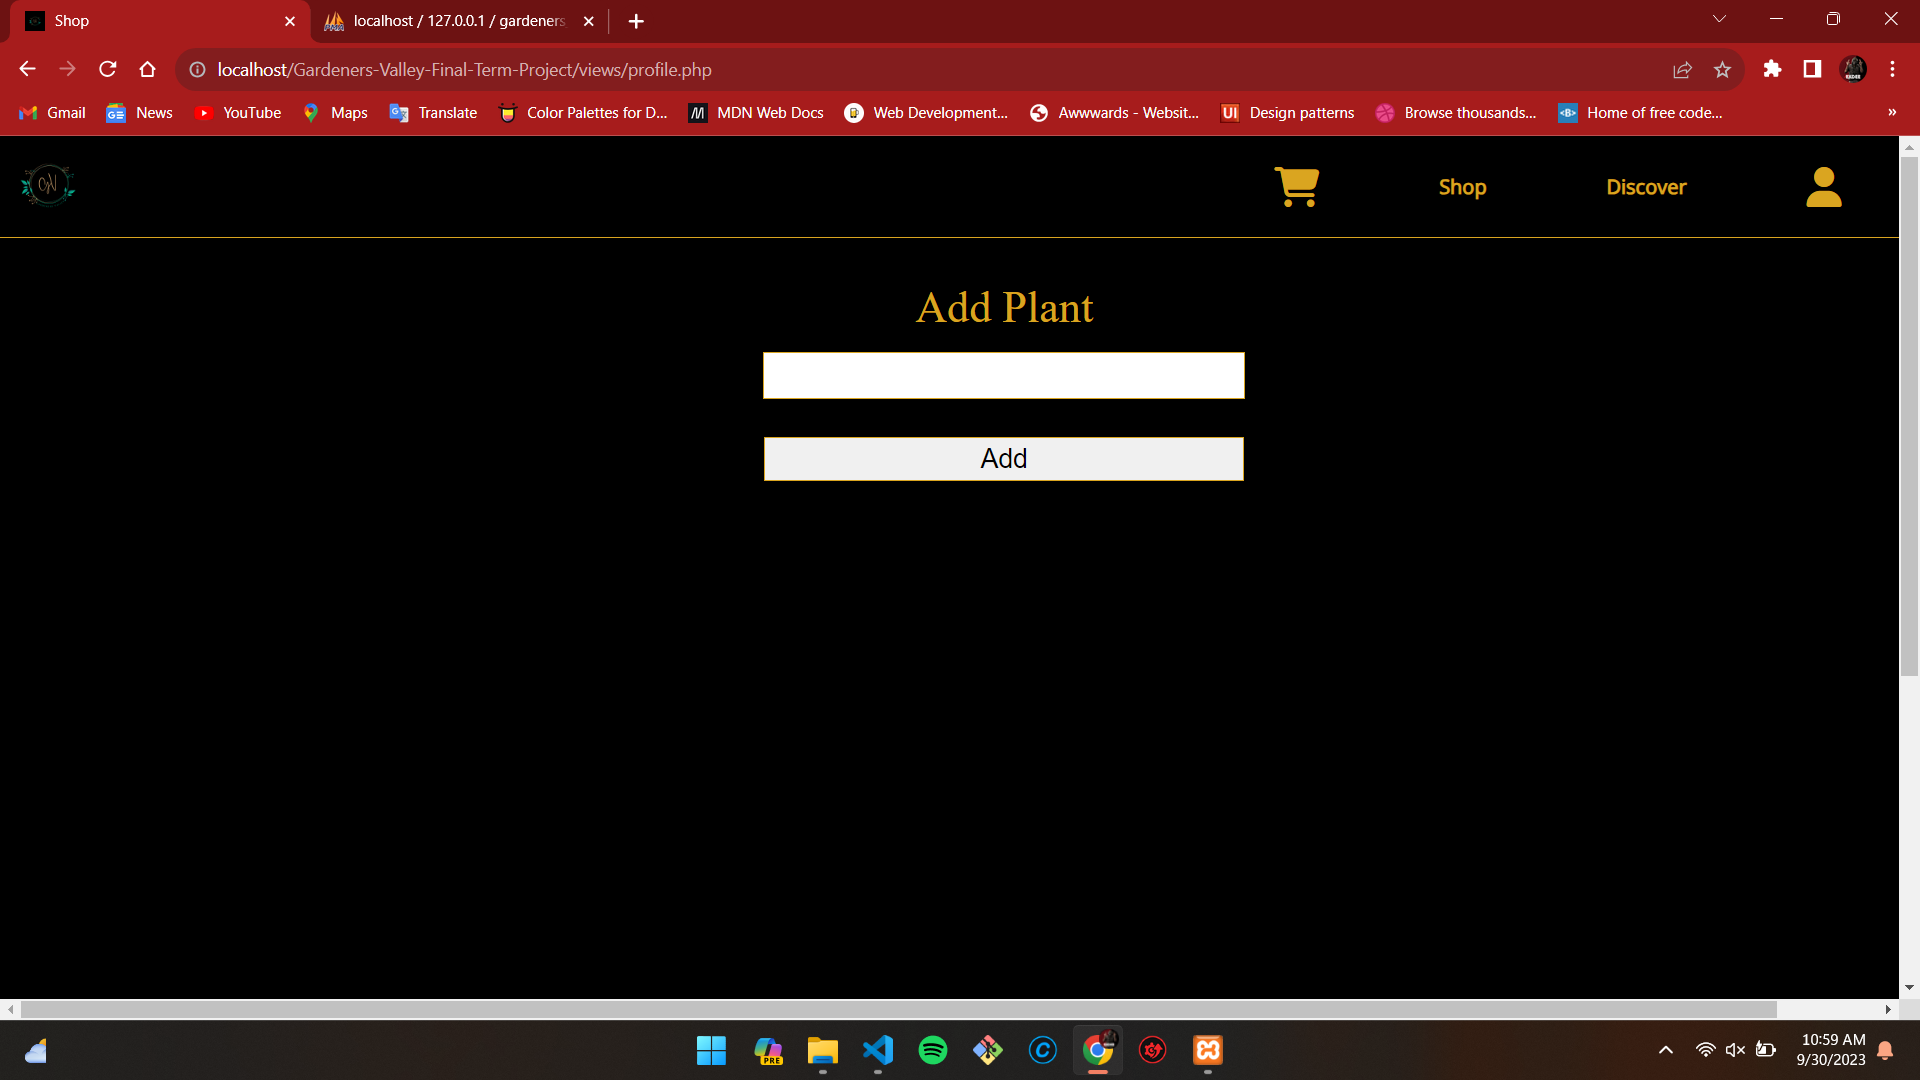 Shop
localhost / 127.0.0.1 / gardeners
localhost/Gardeners-Valley-Final-Term-Project/views/profile.php
Gmail
News
YouTube
Maps
Translate
Color Palettes for D...
MDN Web Docs
Web Development...
Awwwards - Websit...
UI
Design patterns
Browse thousands...
Home of free code...
»
Shop
Discover
Add Plant
Add
PRE
10:59 AM
9/30/2023